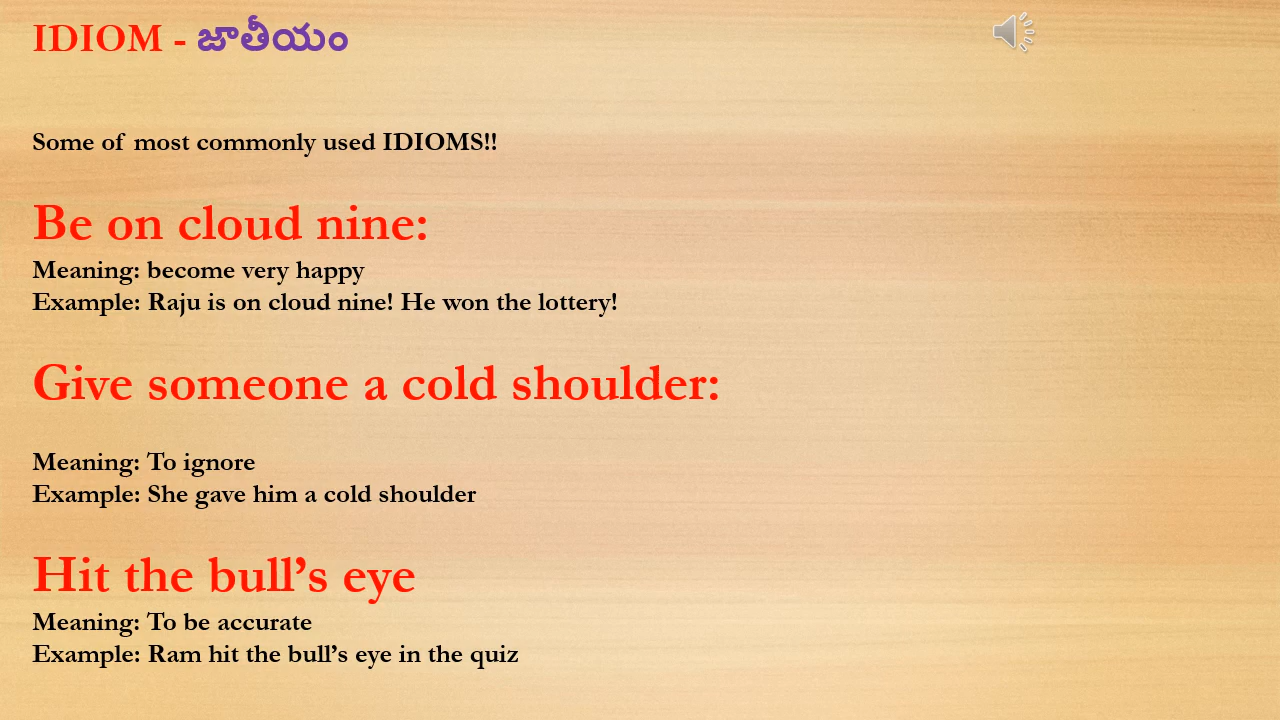 IDIOM - జాతీయం
Some of most commonly used IDIOMS!!
Be on cloud nine:
Meaning: become very happy
Example: Raju is on cloud nine! He won the lottery!
Give someone a cold shoulder:
Meaning: To ignore
Example: She gave him a cold shoulder
Hit the bull’s eye
Meaning: To be accurate
Example: Ram hit the bull’s eye in the quiz